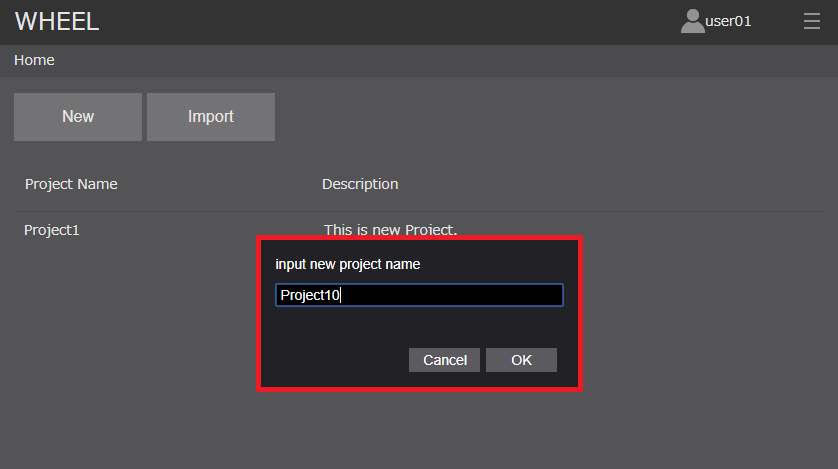 WHEEL
user01
Home
New
Import
Project Name
Description
Project1
This is new Project.
input new project name
Project10
Cancel
OK